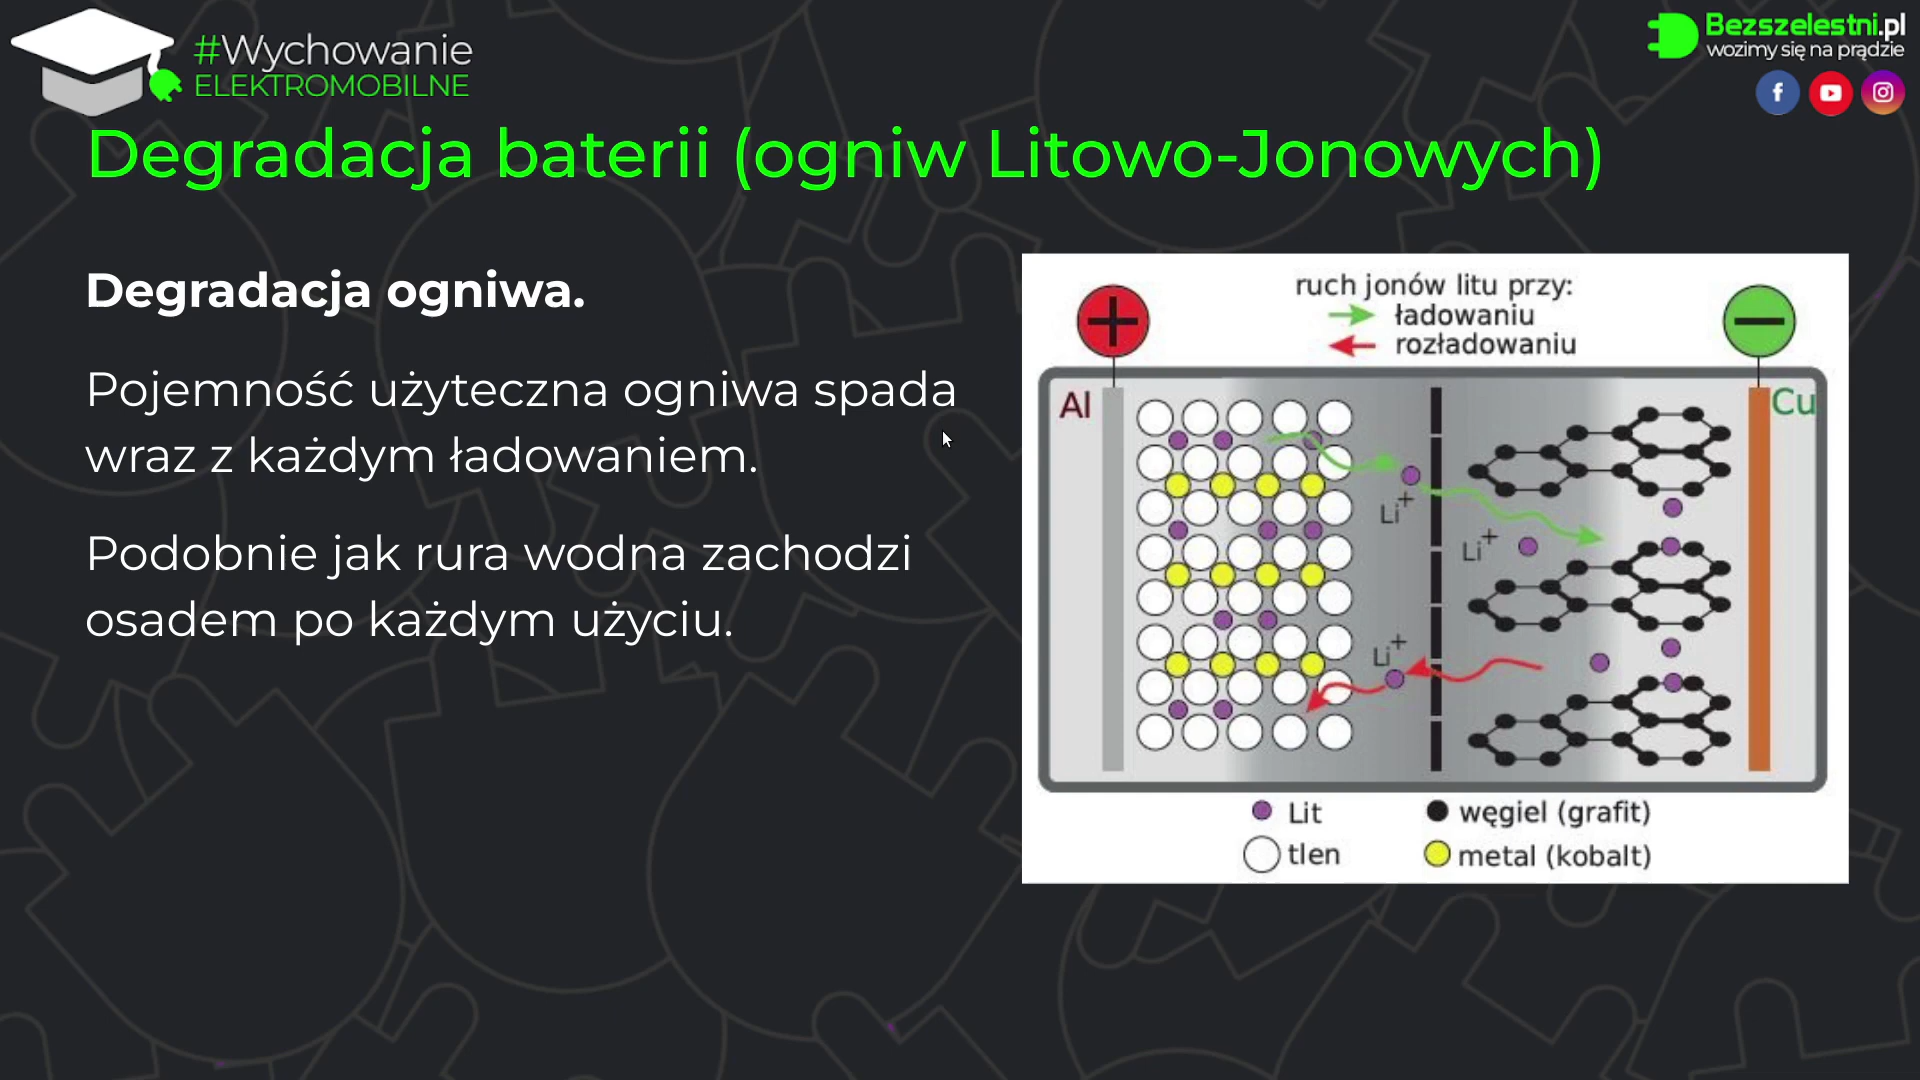 #Wychowanie
ELEKTROMOBILNE
Bezszelestni.pl
wozimy się na prądzie
Degradacja baterii (ogniw Litowo-Jonowych)
Degradacja ogniwa.
Pojemność użyteczna ogniwa spada
wraz z każdym ładowaniem.
Podobnie jak rura wodna zachodzi
osadem po każdym użyciu.
ruch jonów litu przy:
ładowaniu
rozładowaniu
Al
Cu
Li+
Li+
Li+
Lit
węgiel (grafit)
tlen
metal (kobalt)